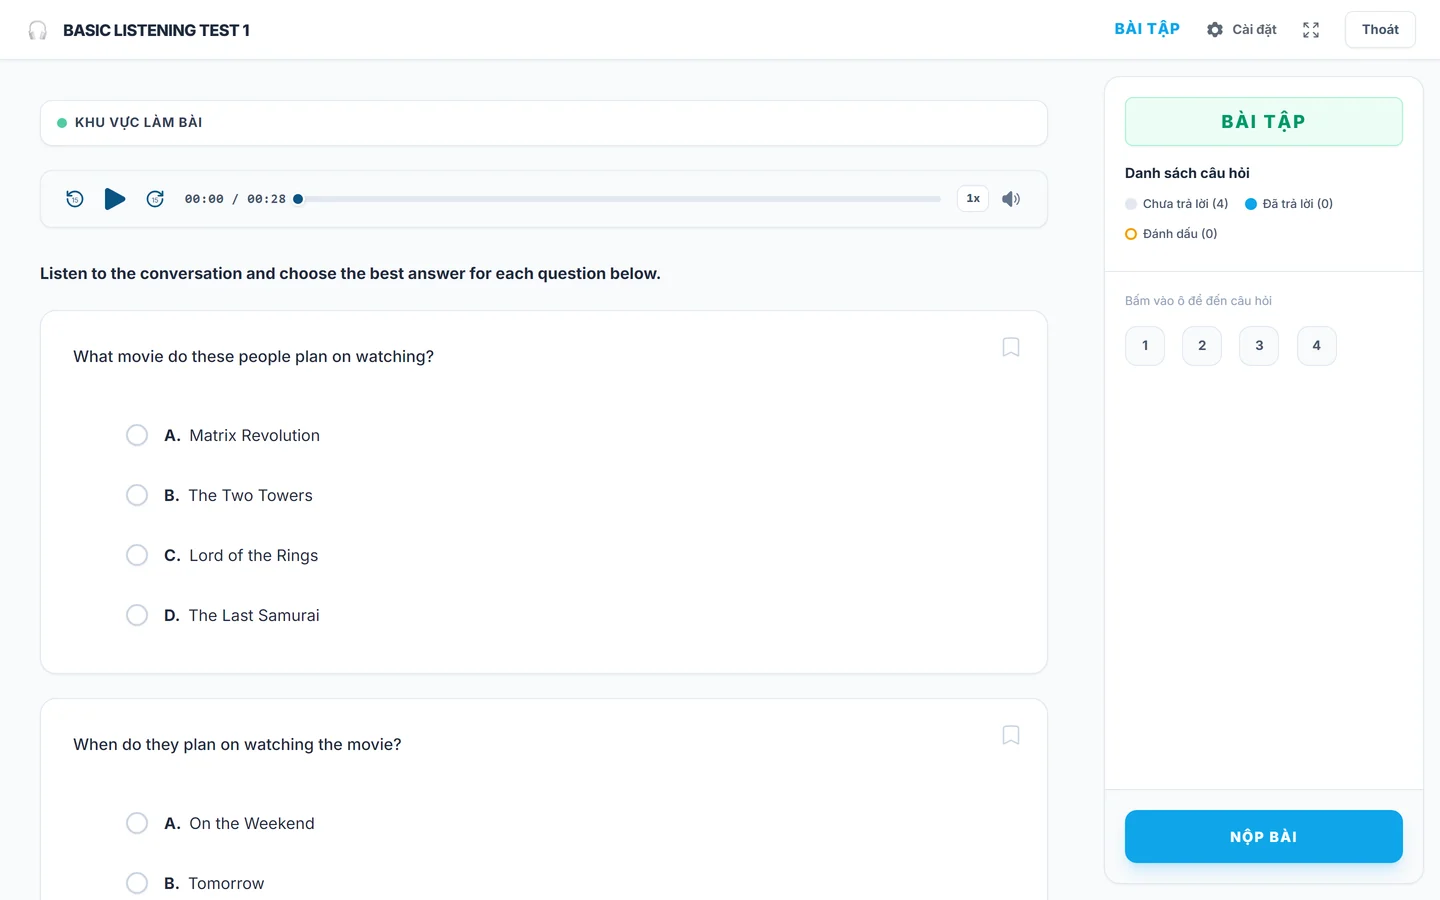 BASIC LISTENING TEST 1
BÀI TẬP
Cài đặt
Thoát
KHU VỰC LÀM BÀI
15
15
00:00 / 00:28
1x
Listen to the conversation and choose the best answer for each question below.
What movie do these people plan on watching?
A. Matrix Revolution
B. The Two Towers
C. Lord of the Rings
D. The Last Samurai
When do they plan on watching the movie?
A. On the Weekend
B. Tomorrow
BÀI TẬP
Danh sách câu hỏi
Chưa trả lời (4)
Đã trả lời (0)
Đánh dấu (0)
Bấm vào ô để đến câu hỏi
1 2 3 4
NỘP BÀI